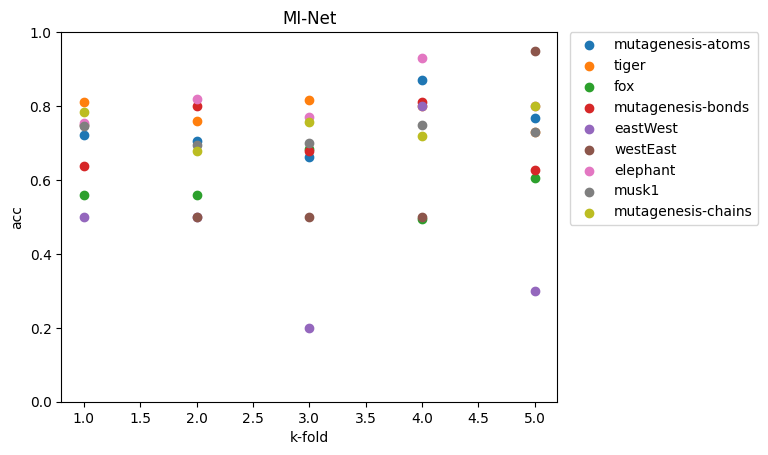 MI-Net
1.0
0.8
0.6
0.4
0.2
0.0
acc
1.0 1.5 2.0 2.5 3.0 3.5 4.0 4.5 5.0
k-fold
mutagenesis-atoms
tiger
fox
mutagenesis-bonds
eastWest
westEast
elephant
musk1
mutagenesis-chains